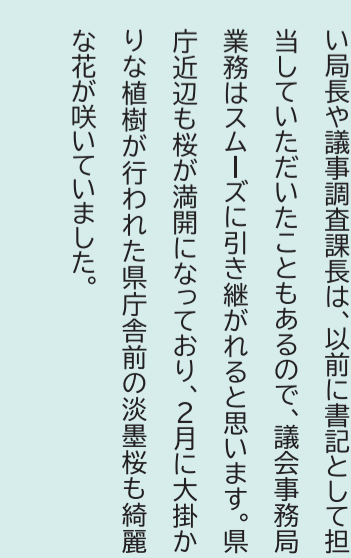 い局長や議事調査課長は、以前に書記として担
当していただいたこともあるので、議会事務局
業務はスムーズに引き継がれると思います。県
庁近辺も桜が満開になっており、2月に大掛か
りな植樹が行われた県庁舎前の淡墨桜も綺麗
な花が咲いていました。